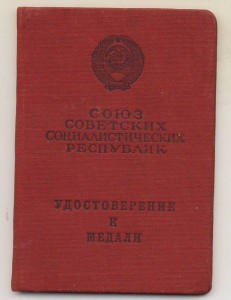 СОЮЗ
СОВЕТСКИХ
СОЦИАЛИСТИЧЕСКИХ
РЕСПУБЛИК
УДОСТОВЕРЕНИЕ
К
МЕДАЛИ